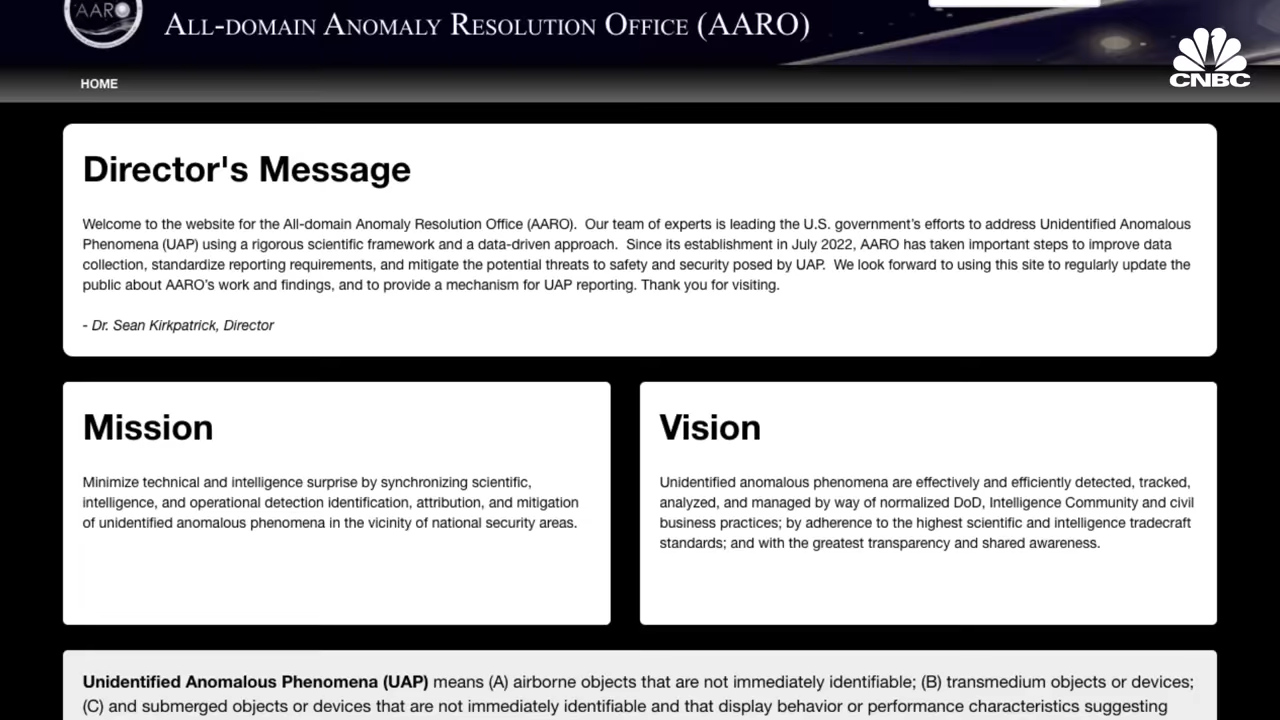 AARO
ALL-DOMAIN ANOMALY RESOLUTION OFFICE (AARO)
CNBC
HOME
Director's Message
Welcome to the website for the All-domain Anomaly Resolution Office (AARO).  Our team of experts is leading the U.S. government’s efforts to address Unidentified Anomalous
Phenomena (UAP) using a rigorous scientific framework and a data-driven approach.  Since its establishment in July 2022, AARO has taken important steps to improve data
collection, standardize reporting requirements, and mitigate the potential threats to safety and security posed by UAP.  We look forward to using this site to regularly update the
public about AARO’s work and findings, and to provide a mechanism for UAP reporting. Thank you for visiting.
- Dr. Sean Kirkpatrick, Director
Mission
Minimize technical and intelligence surprise by synchronizing scientific,
intelligence, and operational detection identification, attribution, and mitigation
of unidentified anomalous phenomena in the vicinity of national security areas.
Vision
Unidentified anomalous phenomena are effectively and efficiently detected, tracked,
analyzed, and managed by way of normalized DoD, Intelligence Community and civil
business practices; by adherence to the highest scientific and intelligence tradecraft
standards; and with the greatest transparency and shared awareness.
Unidentified Anomalous Phenomena (UAP) means (A) airborne objects that are not immediately identifiable; (B) transmedium objects or devices;
(C) and submerged objects or devices that are not immediately identifiable and that display behavior or performance characteristics suggesting